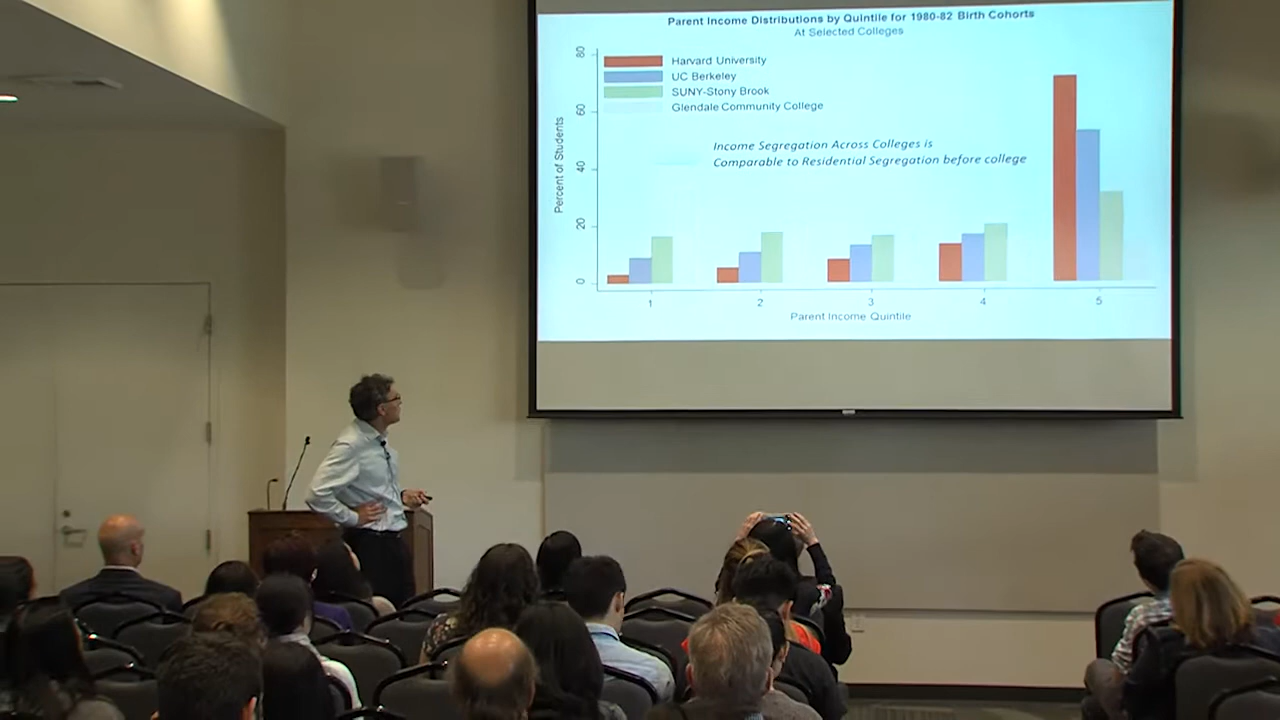 Parent Income Distributions by Quintile for 1980-82 Birth Cohorts
At Selected Colleges
Harvard University
UC Berkeley
SUNY-Stony Brook
Glendale Community College
Income Segregation Across Colleges is
Comparable to Residential Segregation before college
Percent of Students
80
60
40
20
0
1 2 3 4 5
Parent Income Quintile